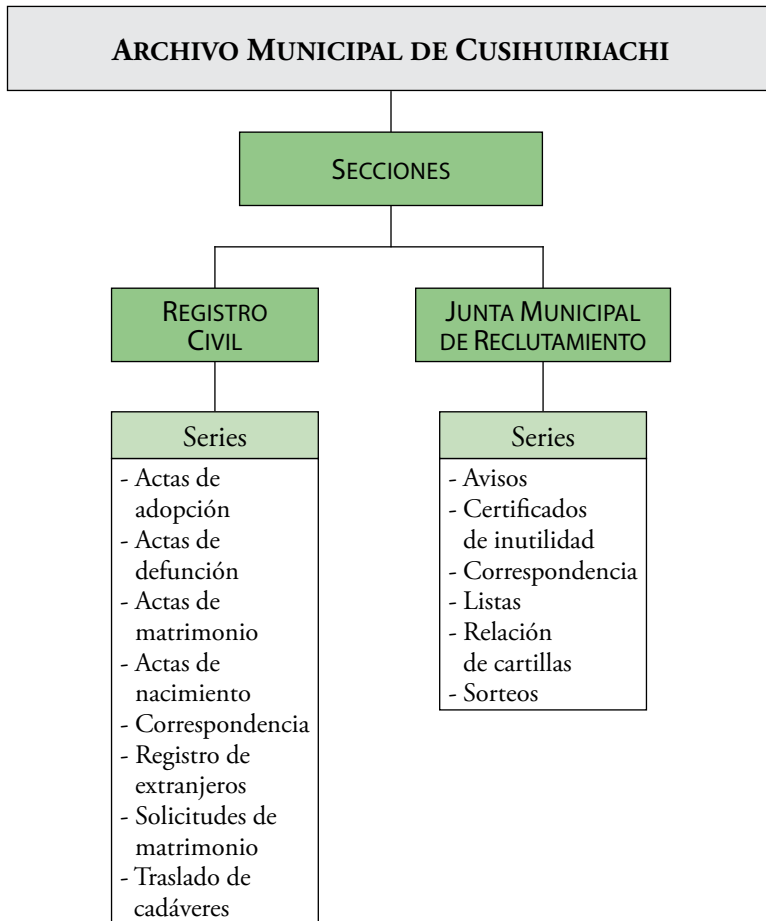 ARCHIVO MUNICIPAL DE CUSIHUIRIACHI
SECCIONES
REGISTRO
CIVIL
Series
- Actas de
adopción
- Actas de
defunción
- Actas de
matrimonio
- Actas de
nacimiento
- Correspondencia
- Registro de
extranjeros
- Solicitudes de
matrimonio
- Traslado de
cadáveres
JUNTA MUNICIPAL
DE RECLUTAMIENTO
Series
- Avisos
- Certificados
de inutilidad
- Correspondencia
- Listas
- Relación
de cartillas
- Sorteos